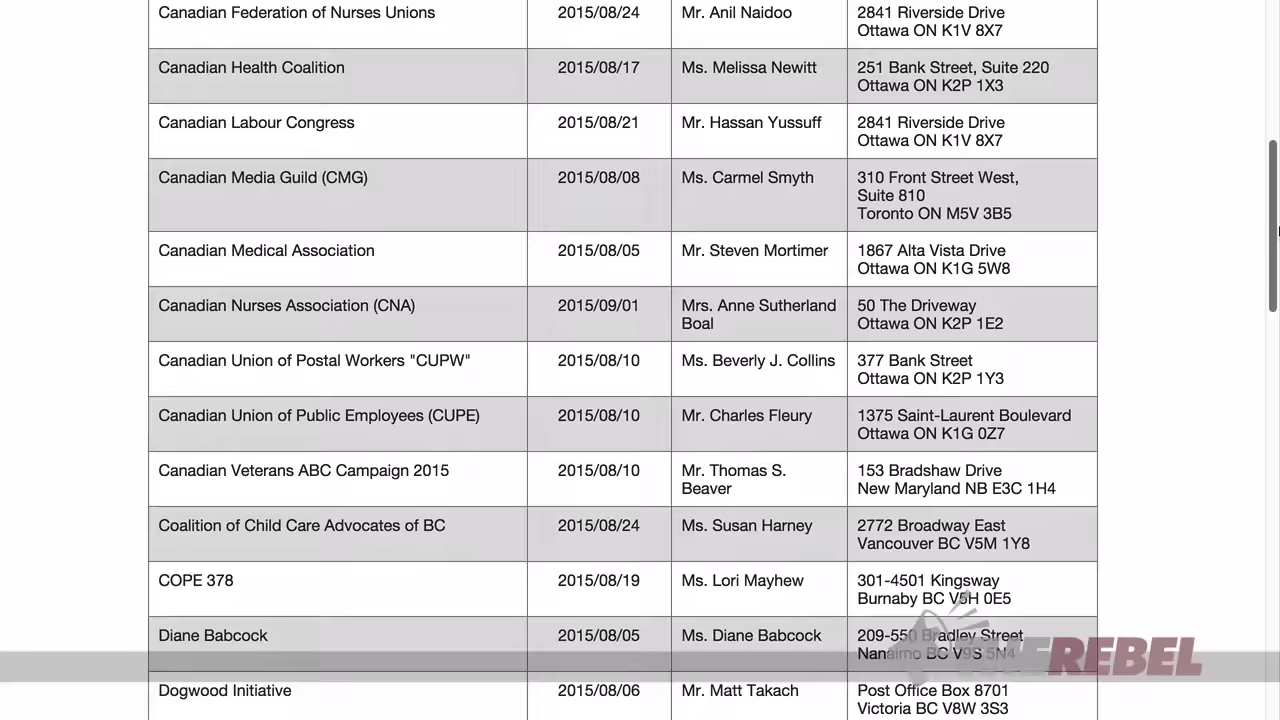 Canadian Federation of Nurses Unions 2015/08/24 Mr. Anil Naidoo 2841 Riverside Drive
Ottawa ON K1V 8X7
Canadian Health Coalition 2015/08/17 Ms. Melissa Newitt 251 Bank Street, Suite 220
Ottawa ON K2P 1X3
Canadian Labour Congress 2015/08/21 Mr. Hassan Yussuff 2841 Riverside Drive
Ottawa ON K1V 8X7
Canadian Media Guild (CMG) 2015/08/08 Ms. Carmel Smyth 310 Front Street West,
Suite 810
Toronto ON M5V 3B5
Canadian Medical Association 2015/08/05 Mr. Steven Mortimer 1867 Alta Vista Drive
Ottawa ON K1G 5W8
Canadian Nurses Association (CNA) 2015/09/01 Mrs. Anne Sutherland 50 The Driveway
Boal Ottawa ON K2P 1E2
Canadian Union of Postal Workers "CUPW" 2015/08/10 Ms. Beverly J. Collins 377 Bank Street
Ottawa ON K2P 1Y3
Canadian Union of Public Employees (CUPE) 2015/08/10 Mr. Charles Fleury 1375 Saint-Laurent Boulevard
Ottawa ON K1G 0Z7
Canadian Veterans ABC Campaign 2015 2015/08/10 Mr. Thomas S. 153 Bradshaw Drive
Beaver New Maryland NB E3C 1H4
Coalition of Child Care Advocates of BC 2015/08/24 Ms. Susan Harney 2772 Broadway East
Vancouver BC V5M 1Y8
COPE 378 2015/08/19 Ms. Lori Mayhew 301-4501 Kingsway
Burnaby BC V5H 0E5
Diane Babcock 2015/08/05 Ms. Diane Babcock 209-550 Bradley Street
Nanaimo BC V9S 5N4
THEREBEL
Dogwood Initiative 2015/08/06 Mr. Matt Takach Post Office Box 8701
Victoria BC V8W 3S3